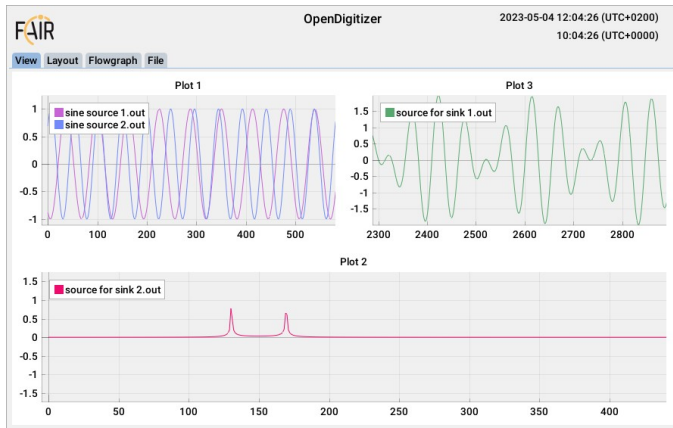 FAIR
OpenDigitizer
2023-05-04 12:04:26 (UTC+0200)
10:04:26 (UTC+0000)
View Layout Flowgraph File
Plot 1
sine source 1.out
sine source 2.out
1
0.5
0
-0.5
-1
0 100 200 300 400 500
Plot 3
source for sink 1.out
1.5
1
0.5
0
-0.5
-1
-1.5
2300 2400 2500 2600 2700 2800
Plot 2
source for sink 2.out
1.5
1
0.5
0
-0.5
-1
-1.5
0 50 100 150 200 250 300 350 400